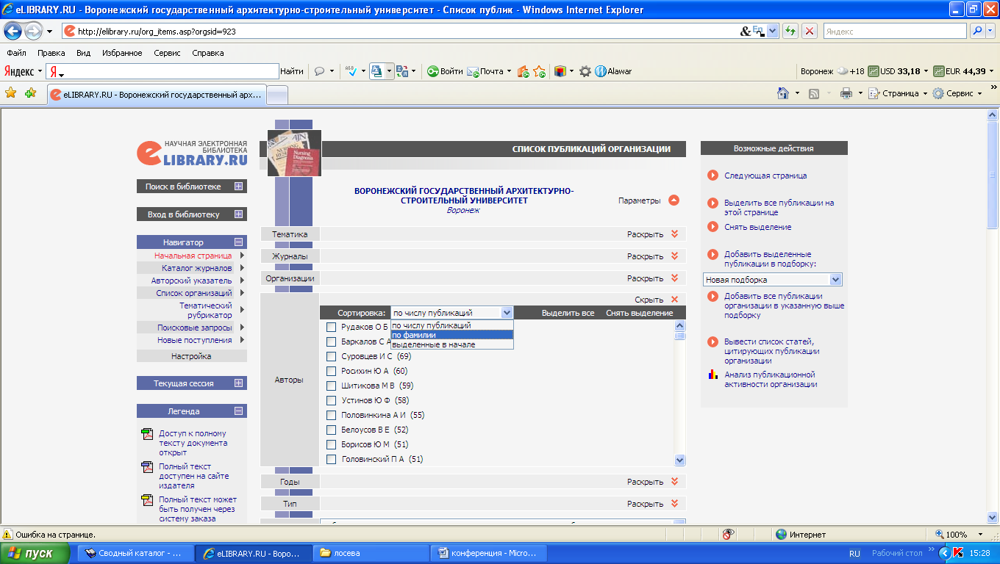 eLIBRARY.RU - Воронежский государственный архитектурно-строительный университет - Список публик - Windows Internet Explorer
http://elibrary.ru/org_items.asp?orgsid=923
Яндекс
Файл Правка Вид Избранное Сервис Справка
Яндекс Я Найти Войти Почта Alawar Воронеж +18 USD 33,18 EUR 44,39
eLIBRARY.RU - Воронежский государственный арх...
Страница Сервис
НАУЧНАЯ ЭЛЕКТРОННАЯ
БИБЛИОТЕКА
eLIBRARY.RU
Поиск в библиотеке
Вход в библиотеку
Навигатор
Начальная страница
Каталог журналов
Авторский указатель
Список организаций
Тематический
рубрикатор
Поисковые запросы
Новые поступления
Настройка
Текущая сессия
Легенда
Доступ к полному
тексту документа
открыт
Полный текст
доступен на сайте
издателя
Полный текст может
быть получен через
систему заказа
Nursing
Diagnosis
СПИСОК ПУБЛИКАЦИЙ ОРГАНИЗАЦИИ
ВОРОНЕЖСКИЙ ГОСУДАРСТВЕННЫЙ АРХИТЕКТУРНО-
СТРОИТЕЛЬНЫЙ УНИВЕРСИТЕТ
Воронеж
Параметры
Тематика Раскрыть
Журналы Раскрыть
Организации Раскрыть
Скрыть
Авторы
Сортировка: по числу публикаций Выделить все Снять выделение
по числу публикаций
по фамилии
выделенные в начале
Рудаков О Б
Баркалов С А
Суровцев И С (69)
Росихин Ю А (60)
Шитикова М В (59)
Устинов Ю Ф (58)
Половинкина А И (55)
Белоусов В Е (52)
Борисов Ю М (51)
Головинский П А (51)
Годы Раскрыть
Тип Раскрыть
Возможные действия
Следующая страница
Выделить все публикации на
этой странице
Снять выделение
Добавить выделенные
публикации в подборку:
Новая подборка
Добавить все публикации
организации в указанную выше
подборку
Вывести список статей,
цитирующих публикации
организации
Анализ публикационной
активности организации
Ошибка на странице. Интернет 100%
пуск Сводный каталог - ... eLIBRARY.RU - Воро... лосева конференция - Micro... RU Рабочий стол 15:28